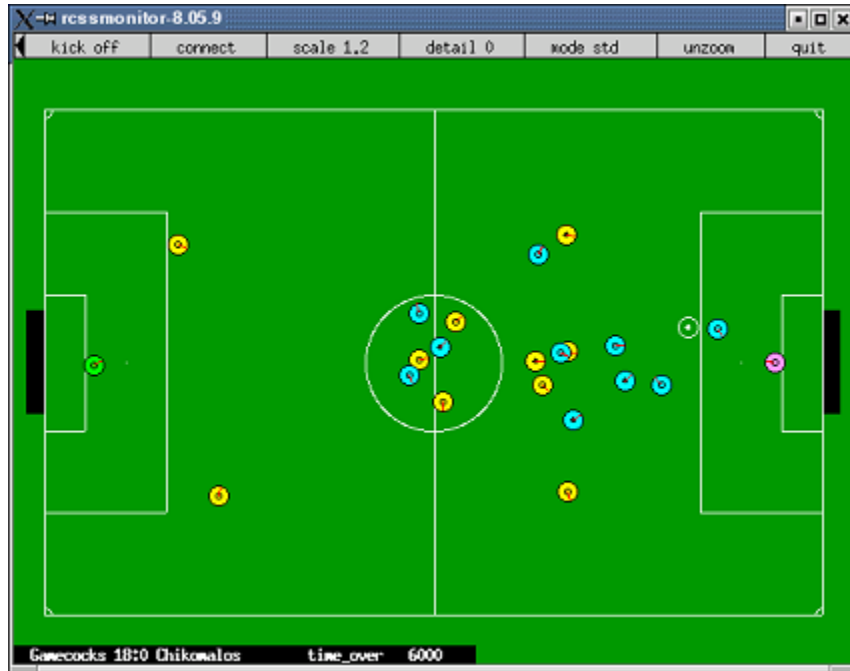 rcssmonitor-8.05.9
kick off connect scale 1.2 detail 0 mode std unzoom quit
Gamecocks 18:0 Chikomalos time_over 6000